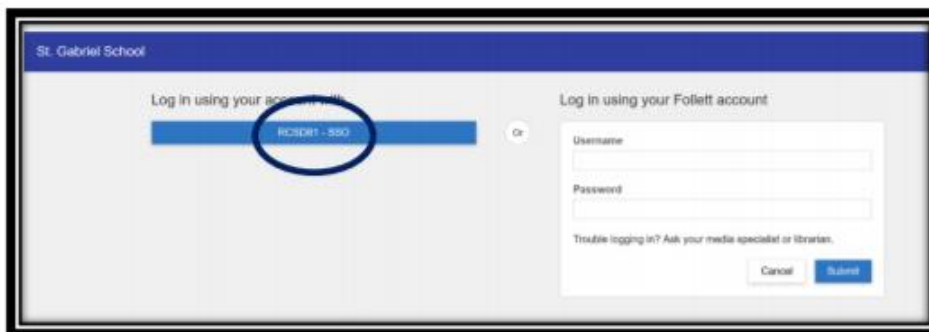 St. Gabriel School
Log in using your account with
RCSD81 - SSO
Or
Log in using your Follett account
Username
Password
Trouble logging in? Ask your media specialist or librarian.
Cancel
Submit